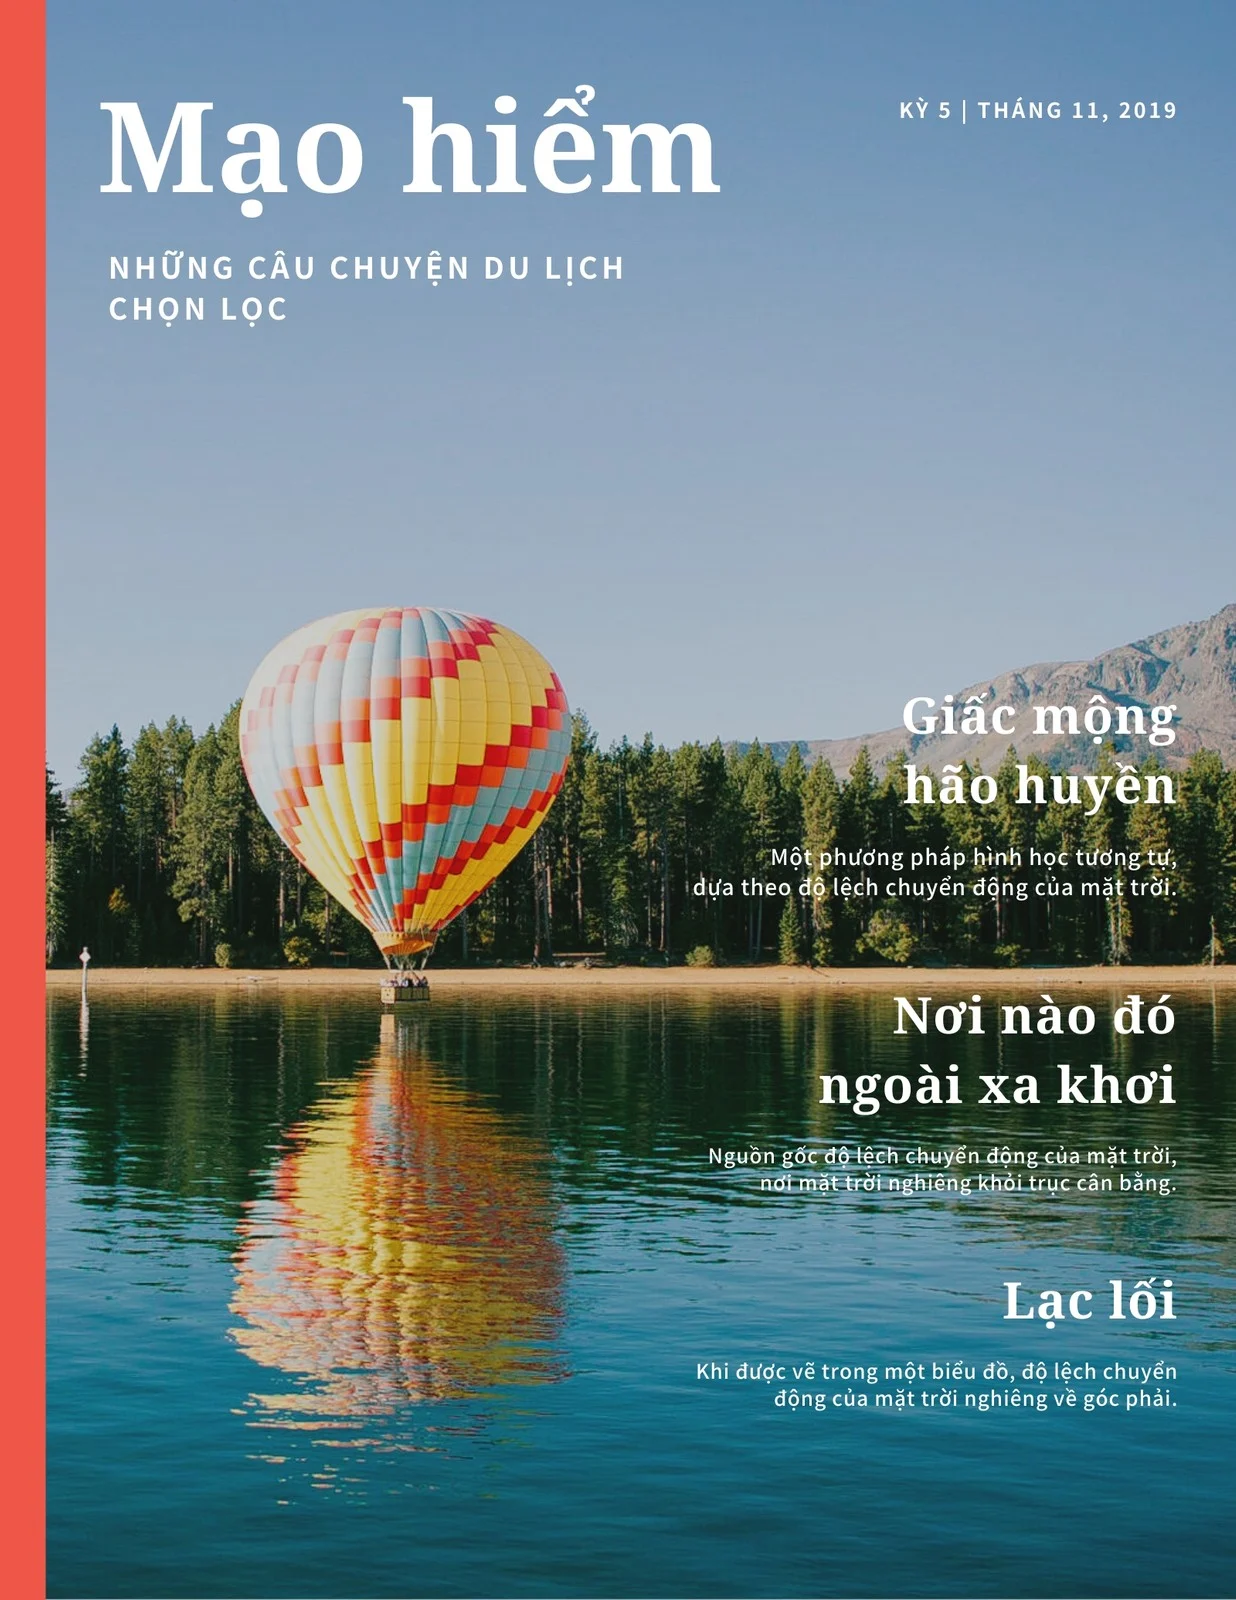 Mạo hiểm
KỲ 5 | THÁNG 11, 2019
NHỮNG CÂU CHUYỆN DU LỊCH
CHỌN LỌC
Giấc mộng
hão huyền
Một phương pháp hình học tương tự,
dựa theo độ lệch chuyển động của mặt trời.
Nơi nào đó
ngoài xa khơi
Nguồn gốc độ lệch chuyển động của mặt trời,
nơi mặt trời nghiêng khỏi trục cân bằng.
Lạc lối
Khi được vẽ trong một biểu đồ, độ lệch chuyển
động của mặt trời nghiêng về góc phải.